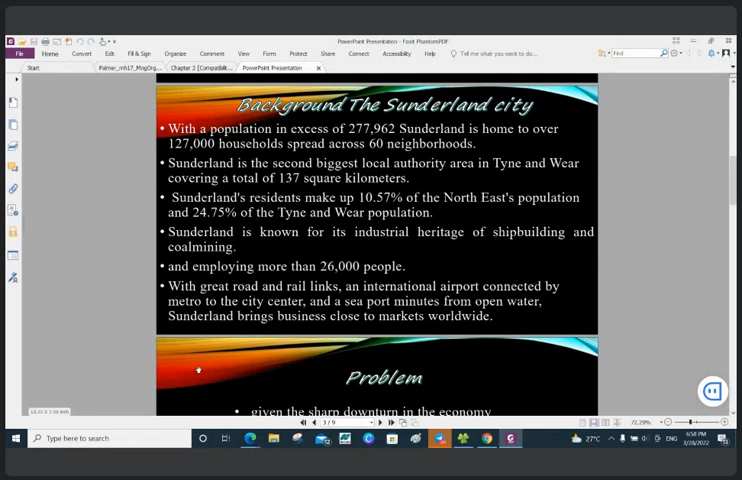 PowerPoint Presentation - Foxit PhantomPDF
File Home Convert Edit Fill & Sign Organize Comment View Form Protect Share Connect Accessibility Help Tell me what you want to do... Find
Start Palmer_mh17_MngOrg... Chapter 3 [Compatibilit... PowerPoint Presentation
Background The Sunderland city
• With a population in excess of 277,962 Sunderland is home to over
127,000 households spread across 60 neighborhoods.
• Sunderland is the second biggest local authority area in Tyne and Wear
covering a total of 137 square kilometers.
• Sunderland's residents make up 10.57% of the North East's population
and 24.75% of the Tyne and Wear population.
• Sunderland is known for its industrial heritage of shipbuilding and
coalmining.
• and employing more than 26,000 people.
• With great road and rail links, an international airport connected by
metro to the city center, and a sea port minutes from open water,
Sunderland brings business close to markets worldwide.
Problem
• given the sharp downturn in the economy
3 / 9 72.29%
Type here to search 27°C ENG 6:58 PM
3/28/2022